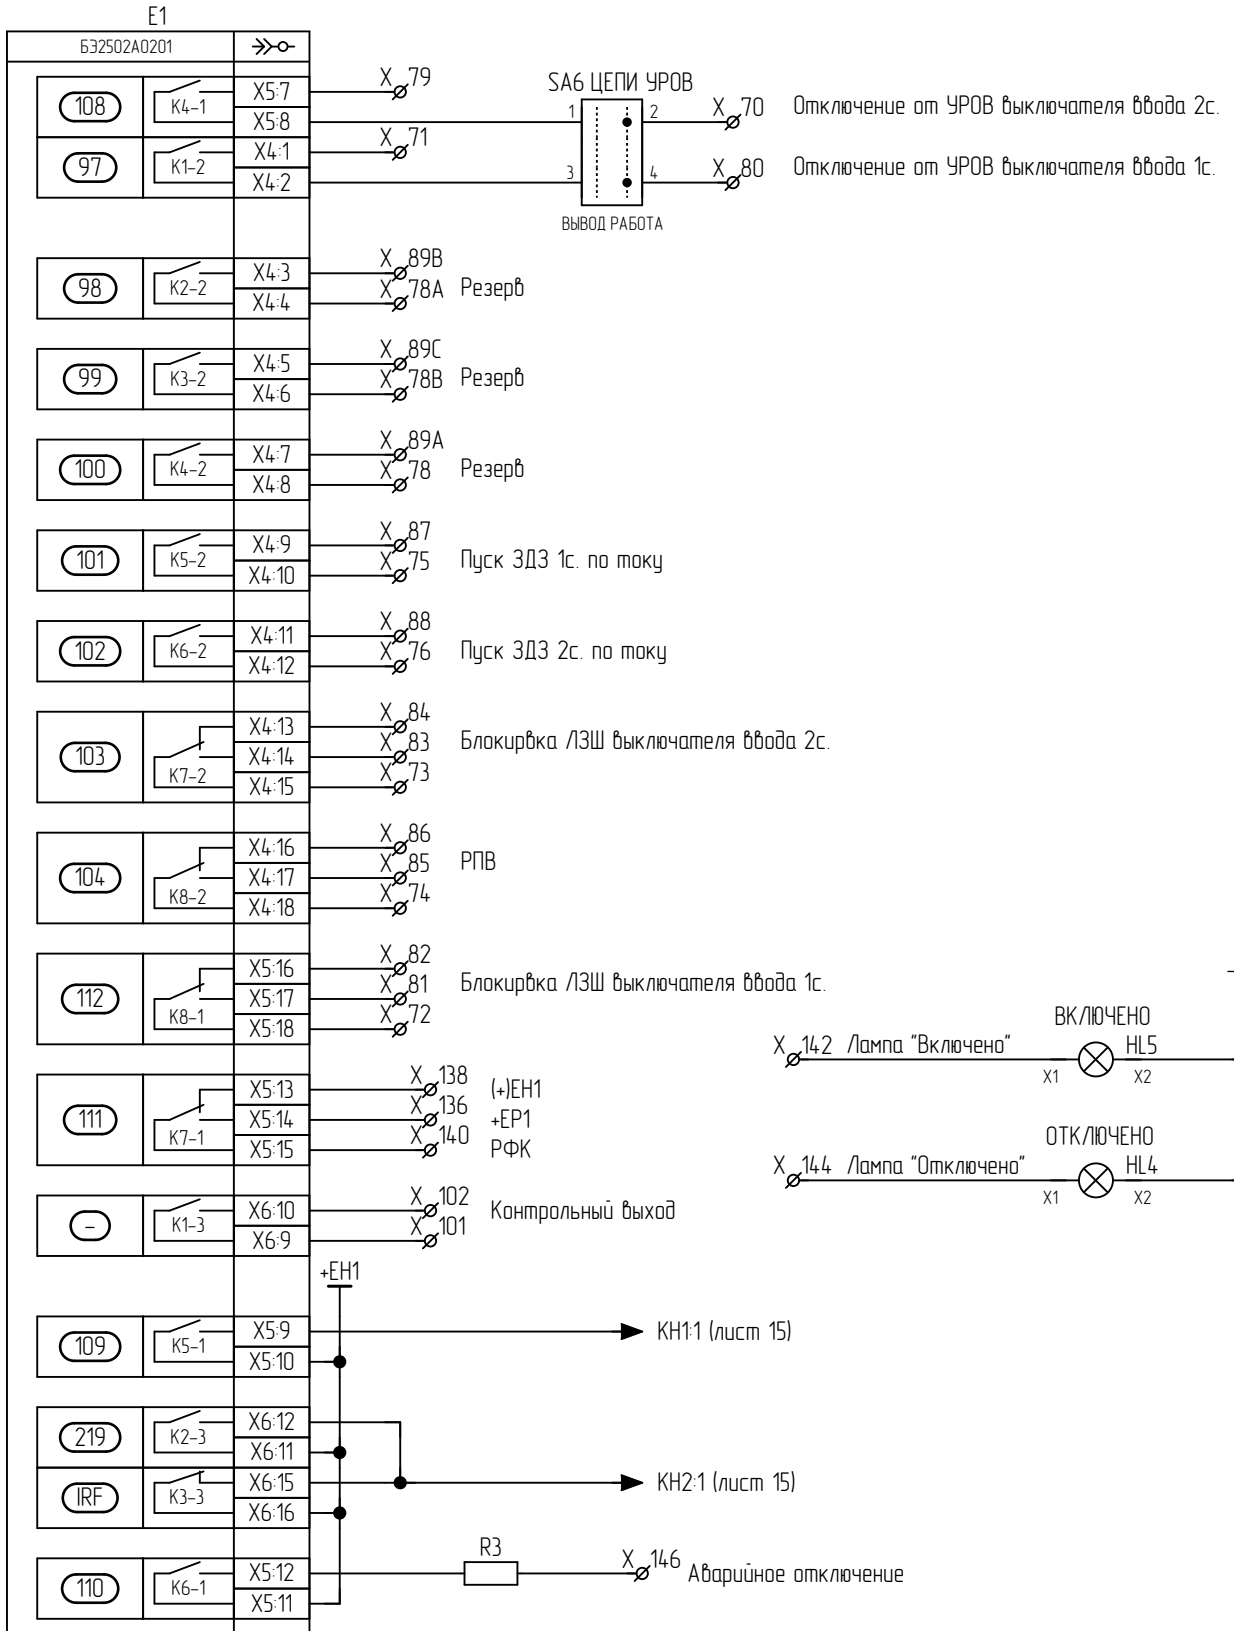 E1
БЭ2502А0201
108 K4-1 X5:7 X 79
X5:8
SA6 ЦЕПИ УРОВ
1 2 X 70 Отключение от УРОВ выключателя ввода 2с.
97 K1-2 X4:1 X 71
X4:2
3 4 X 80 Отключение от УРОВ выключателя ввода 1с.
ВЫВОД РАБОТА
98 K2-2 X4:3 X 89B
X4:4 X 78A Резерв
99 K3-2 X4:5 X 89C
X4:6 X 78B Резерв
100 K4-2 X4:7 X 89A
X4:8 X 78 Резерв
101 K5-2 X4:9 X 87
X4:10 X 75 Пуск ЗДЗ 1с. по току
102 K6-2 X4:11 X 88
X4:12 X 76 Пуск ЗДЗ 2с. по току
103 K7-2 X4:13 X 84
X4:14 X 83 Блокирвка ЛЗШ выключателя ввода 2с.
X4:15 X 73
104 K8-2 X4:16 X 86
X4:17 X 85 РПВ
X4:18 X 74
112 K8-1 X5:16 X 82
X5:17 X 81 Блокирвка ЛЗШ выключателя ввода 1с.
X5:18 X 72
ВКЛЮЧЕНО
X 142 Лампа "Включено" X1 HL5 X2
111 K7-1 X5:13 X 138 (+)EH1
X5:14 X 136 +EP1
X5:15 X 140 РФК
ОТКЛЮЧЕНО
X 144 Лампа "Отключено" X1 HL4 X2
- K1-3 X6:10 X 102 Контрольный выход
X6:9 X 101
+EH1
109 K5-1 X5:9 KH1:1 (лист 15)
X5:10
219 K2-3 X6:12
X6:11
IRF K3-3 X6:15 KH2:1 (лист 15)
X6:16
110 K6-1 X5:12 R3 X 146 Аварийное отключение
X5:11